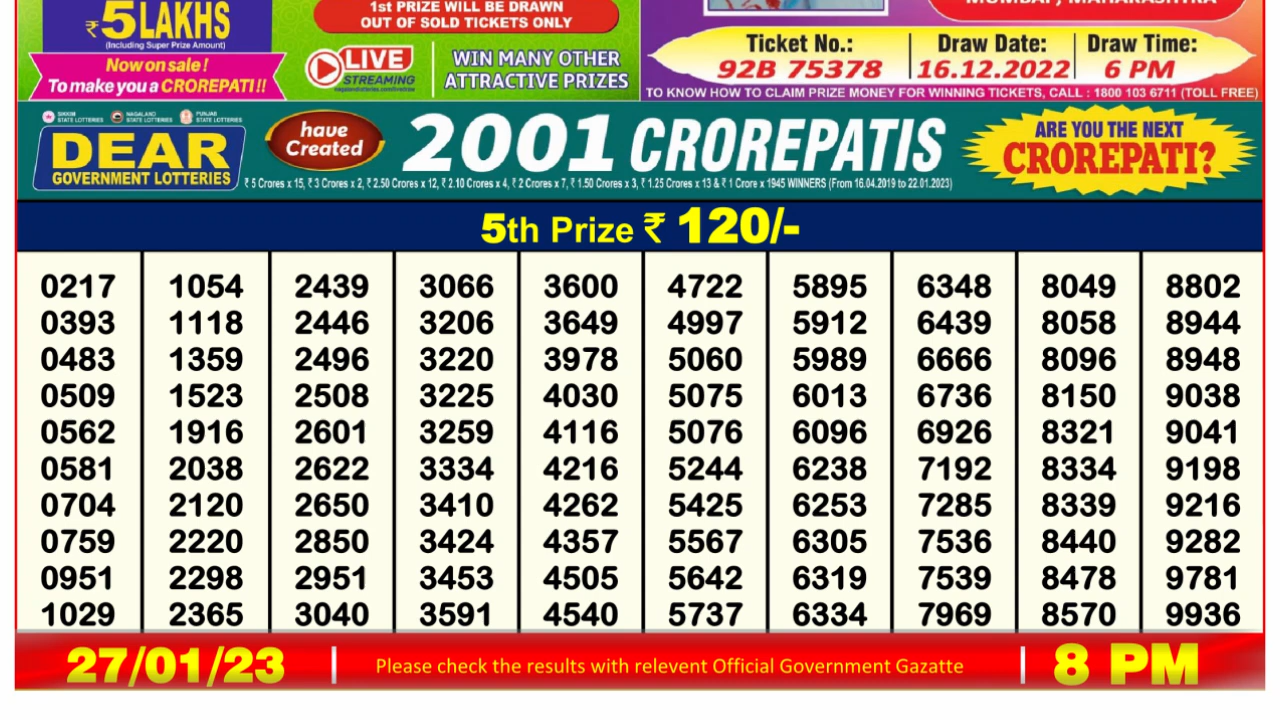 ₹5LAKHS
(Including Super Prize Amount)
Now on sale!
To make you a CROREPATI!!
1st PRIZE WILL BE DRAWN
OUT OF SOLD TICKETS ONLY
LIVE
STREAMING
WIN MANY OTHER
ATTRACTIVE PRIZES
MUMBAI, MAHARASHTRA
Ticket No.: Draw Date: Draw Time:
92B 75378 16.12.2022 6 PM
TO KNOW HOW TO CLAIM PRIZE MONEY FOR WINNING TICKETS, CALL : 1800 103 6711 (TOLL FREE)
SIKKIM STATE LOTTERIES NAGALAND STATE LOTTERIES PUNJAB STATE LOTTERIES
DEAR
GOVERNMENT LOTTERIES
have
Created
2001 CROREPATIS
₹ 5 Crores x 15, ₹ 3 Crores x 2, ₹ 2.50 Crores x 12, ₹ 2.10 Crores x 4, ₹ 2 Crores x 7, ₹ 1.50 Crores x 3, ₹ 1.25 Crores x 13 & ₹ 1 Crore x 1945 WINNERS (From 16.04.2019 to 22.01.2023)
ARE YOU THE NEXT
CROREPATI?
5th Prize ₹ 120/-
0217 1054 2439 3066 3600 4722 5895 6348 8049 8802
0393 1118 2446 3206 3649 4997 5912 6439 8058 8944
0483 1359 2496 3220 3978 5060 5989 6666 8096 8948
0509 1523 2508 3225 4030 5075 6013 6736 8150 9038
0562 1916 2601 3259 4116 5076 6096 6926 8321 9041
0581 2038 2622 3334 4216 5244 6238 7192 8334 9198
0704 2120 2650 3410 4262 5425 6253 7285 8339 9216
0759 2220 2850 3424 4357 5567 6305 7536 8440 9282
0951 2298 2951 3453 4505 5642 6319 7539 8478 9781
1029 2365 3040 3591 4540 5737 6334 7969 8570 9936
27/01/23 Please check the results with relevent Official Government Gazatte 8 PM